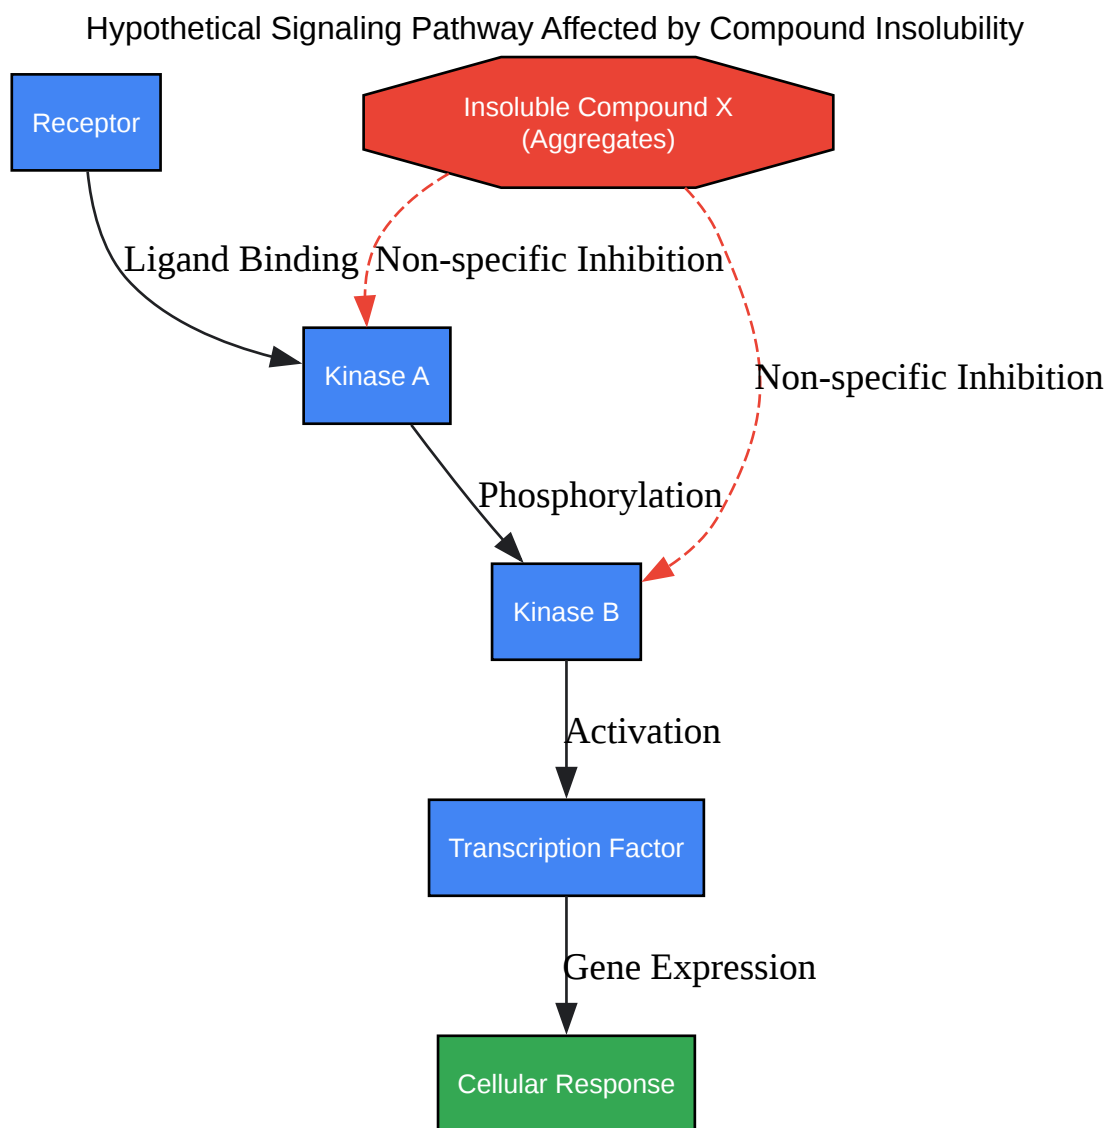 Hypothetical Signaling Pathway Affected by Compound Insolubility
Receptor
Insoluble Compound X
(Aggregates)
Ligand Binding
Non-specific Inhibition
Kinase A
Non-specific Inhibition
Phosphorylation
Kinase B
Activation
Transcription Factor
Gene Expression
Cellular Response